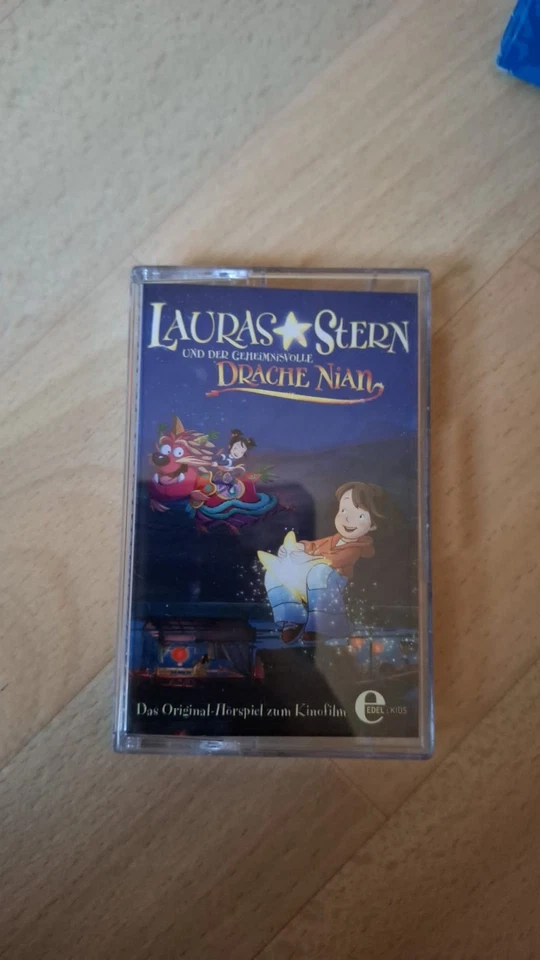 LAURAS STERN
UND DER GEHEIMNISVOLLE
DRACHE NIAN
Das Original-Hörspiel zum Kinofilm
e
EDEL:KIDS